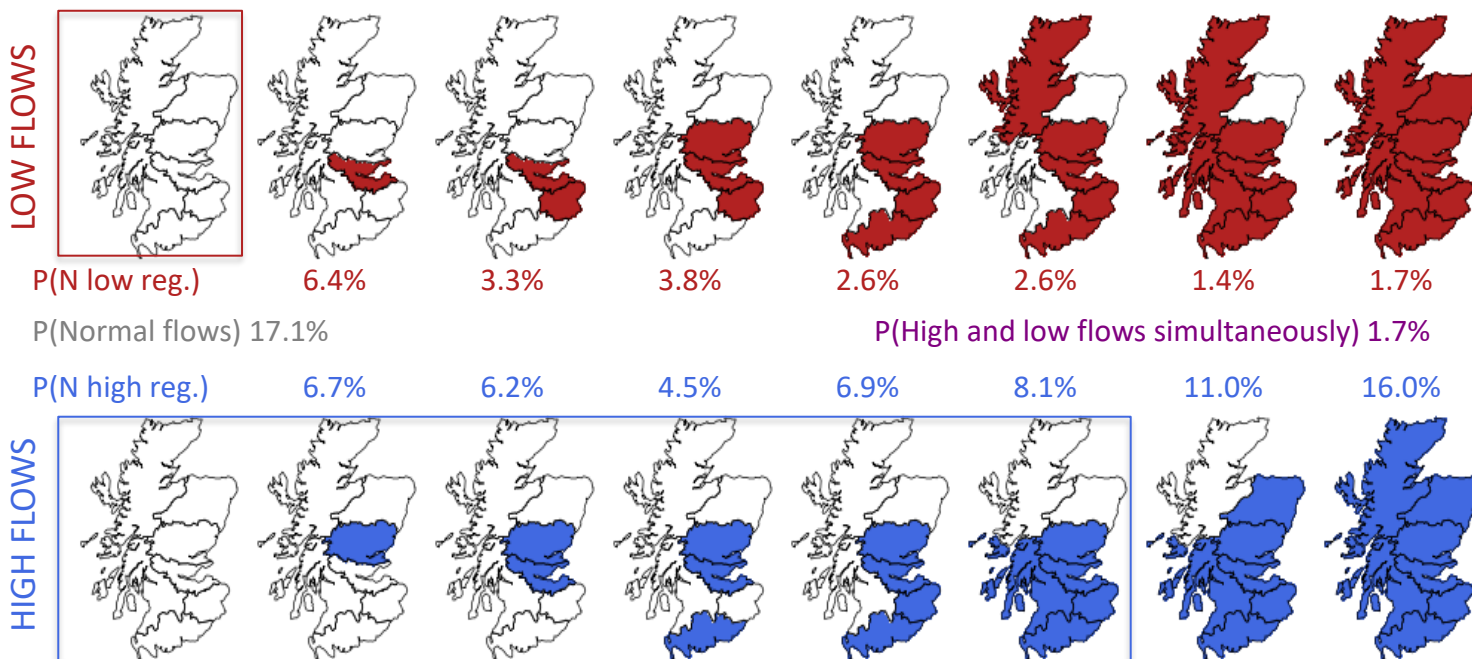 LOW FLOWS
P(N low reg.) 6.4% 3.3% 3.8% 2.6% 2.6% 1.4% 1.7%
P(Normal flows) 17.1% P(High and low flows simultaneously) 1.7%
P(N high reg.) 6.7% 6.2% 4.5% 6.9% 8.1% 11.0% 16.0%
HIGH FLOWS